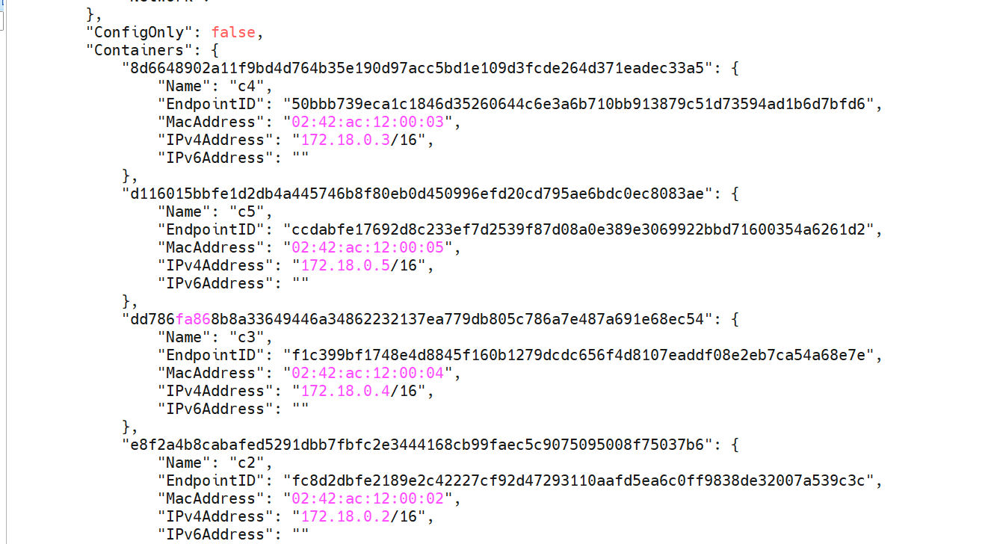 },
"ConfigOnly": false,
"Containers": {
"8d6648902a11f9bd4d764b35e190d97acc5bd1e109d3fcde264d371eadec33a5": {
"Name": "c4",
"EndpointID": "50bbb739eca1c1846d35260644c6e3a6b710bb913879c51d73594ad1b6d7bfd6",
"MacAddress": "02:42:ac:12:00:03",
"IPv4Address": "172.18.0.3/16",
"IPv6Address": ""
},
"d116015bbfe1d2db4a445746b8f80eb0d450996efd20cd795ae6bdc0ec8083ae": {
"Name": "c5",
"EndpointID": "ccdabfe17692d8c233ef7d2539f87d08a0e389e3069922bbd71600354a6261d2",
"MacAddress": "02:42:ac:12:00:05",
"IPv4Address": "172.18.0.5/16",
"IPv6Address": ""
},
"dd786fa868b8a33649446a34862232137ea779db805c786a7e487a691e68ec54": {
"Name": "c3",
"EndpointID": "f1c399bf1748e4d8845f160b1279dcdc656f4d8107eaddf08e2eb7ca54a68e7e",
"MacAddress": "02:42:ac:12:00:04",
"IPv4Address": "172.18.0.4/16",
"IPv6Address": ""
},
"e8f2a4b8cabafed5291dbb7fbfc2e3444168cb99faec5c9075095008f75037b6": {
"Name": "c2",
"EndpointID": "fc8d2dbfe2189e2c42227cf92d47293110aafd5ea6c0ff9838de32007a539c3c",
"MacAddress": "02:42:ac:12:00:02",
"IPv4Address": "172.18.0.2/16",
"IPv6Address": ""